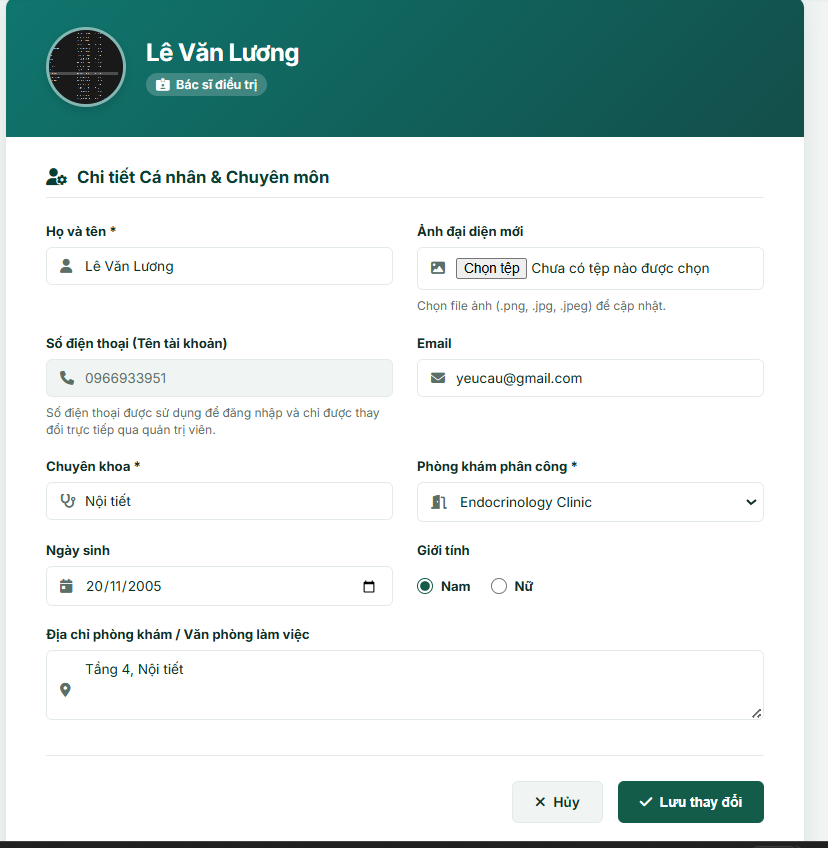 Lê Văn Lương
Bác sĩ điều trị
Chi tiết Cá nhân & Chuyên môn
Họ và tên *
Ảnh đại diện mới
Lê Văn Lương
Chọn tệp Chưa có tệp nào được chọn
Chọn file ảnh (.png, .jpg, .jpeg) để cập nhật.
Số điện thoại (Tên tài khoản)
Email
0966933951
yeucau@gmail.com
Số điện thoại được sử dụng để đăng nhập và chỉ được thay
đổi trực tiếp qua quản trị viên.
Chuyên khoa *
Phòng khám phân công *
Nội tiết
Endocrinology Clinic
Ngày sinh
Giới tính
20/11/2005
Nam Nữ
Địa chỉ phòng khám / Văn phòng làm việc
Tầng 4, Nội tiết
Hủy
Lưu thay đổi